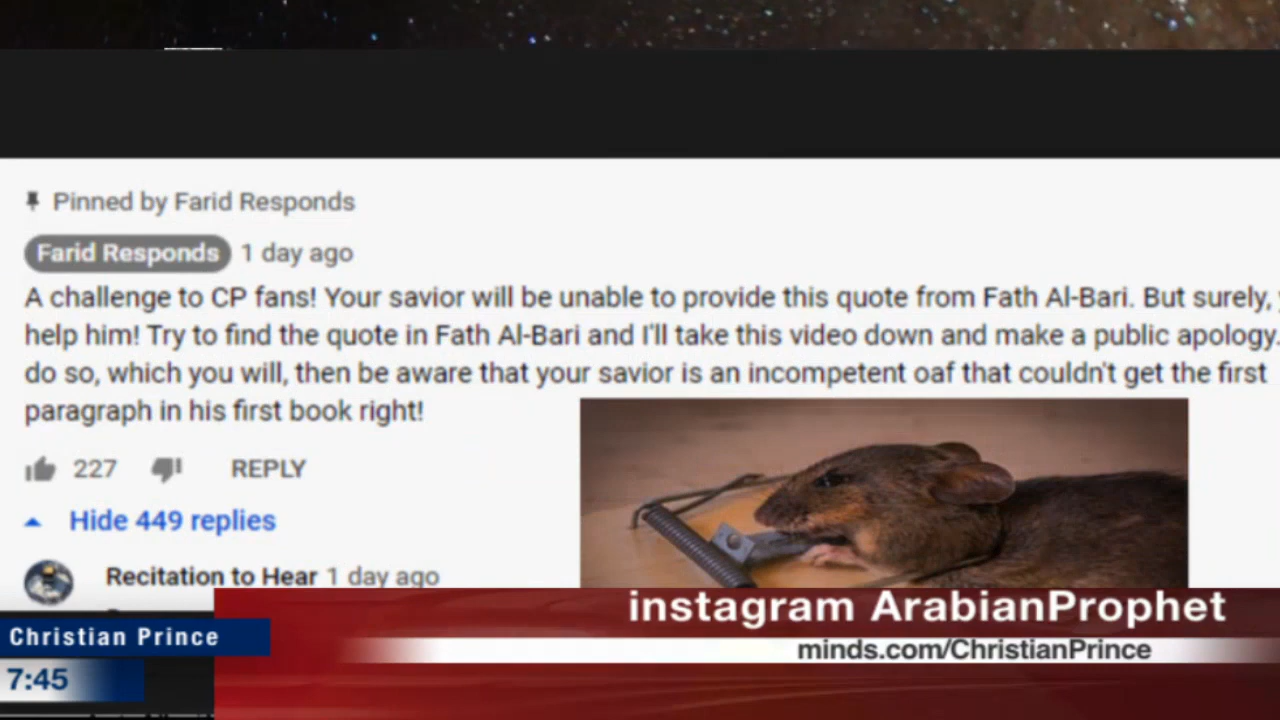 Pinned by Farid Responds
Farid Responds 1 day ago
A challenge to CP fans! Your savior will be unable to provide this quote from Fath Al-Bari. But surely,
help him! Try to find the quote in Fath Al-Bari and I'll take this video down and make a public apology.
do so, which you will, then be aware that your savior is an incompetent oaf that couldn't get the first
paragraph in his first book right!
227 REPLY
Hide 449 replies
Recitation to Hear 1 day ago
instagram ArabianProphet
Christian Prince
minds.com/ChristianPrince
7:45